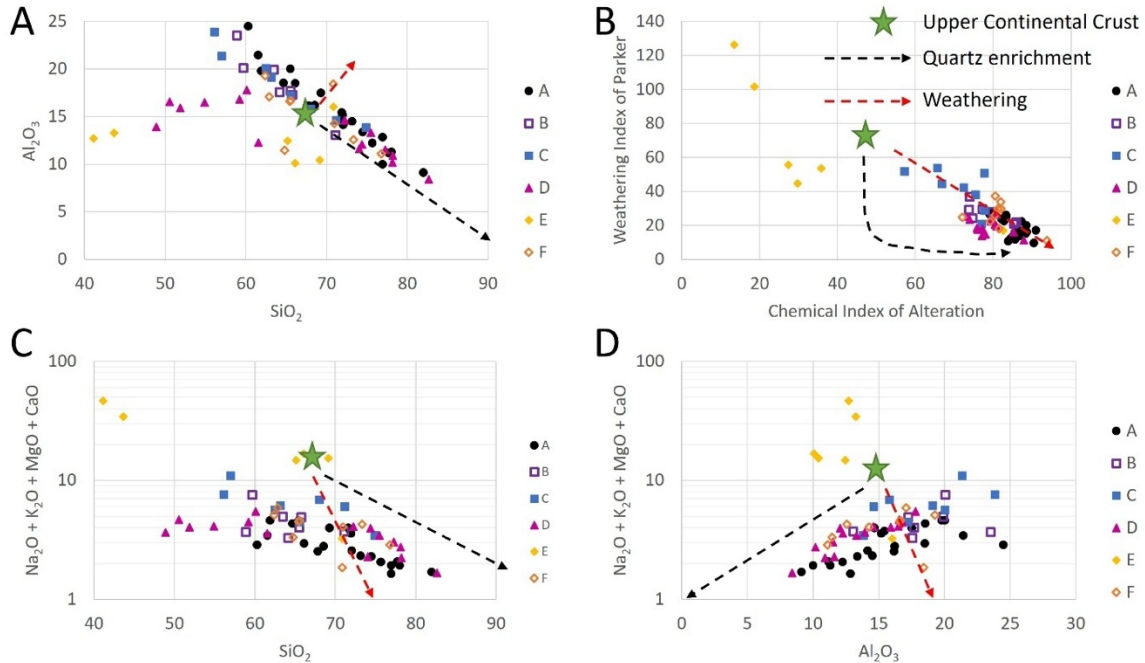 A
Al₂O₃
25
20
15
10
5
0
40 50 60 70 80 90
SiO₂
A
B
C
D
E
F
B
Weathering Index of Parker
140
120
100
80
60
40
20
0
0 20 40 60 80 100
Chemical Index of Alteration
Upper Continental Crust
Quartz enrichment
Weathering
A
B
C
D
E
F
C
Na₂O + K₂O + MgO + CaO
100
10
1
40 50 60 70 80 90
SiO₂
A
B
C
D
E
F
D
Na₂O + K₂O + MgO + CaO
100
10
1
0 5 10 15 20 25 30
Al₂O₃
A
B
C
D
E
F